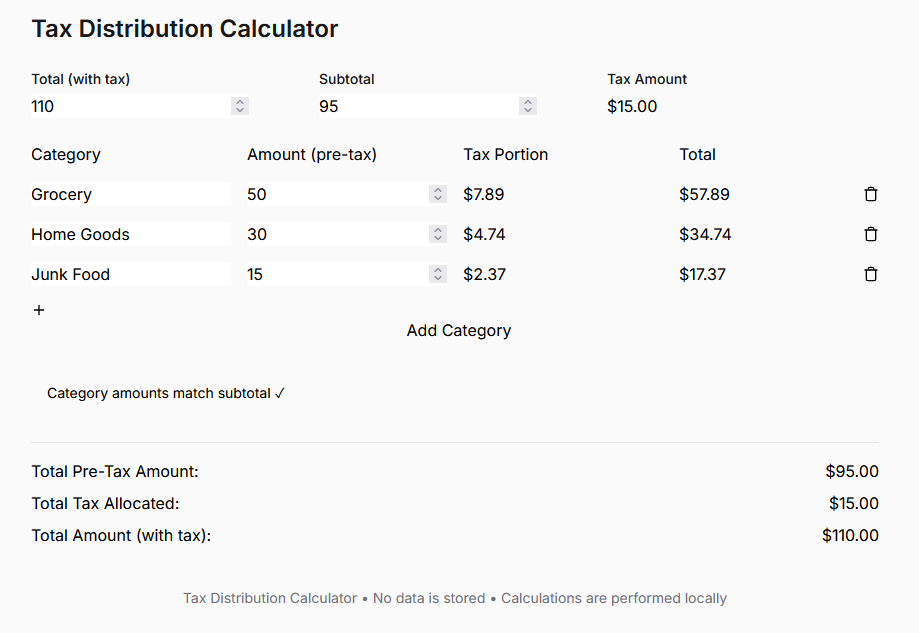 Tax Distribution Calculator
Total (with tax) Subtotal Tax Amount
110 95 $15.00
Category Amount (pre-tax) Tax Portion Total
Grocery 50 $7.89 $57.89
Home Goods 30 $4.74 $34.74
Junk Food 15 $2.37 $17.37
+
Add Category
Category amounts match subtotal ✓
Total Pre-Tax Amount: $95.00
Total Tax Allocated: $15.00
Total Amount (with tax): $110.00
Tax Distribution Calculator • No data is stored • Calculations are performed locally